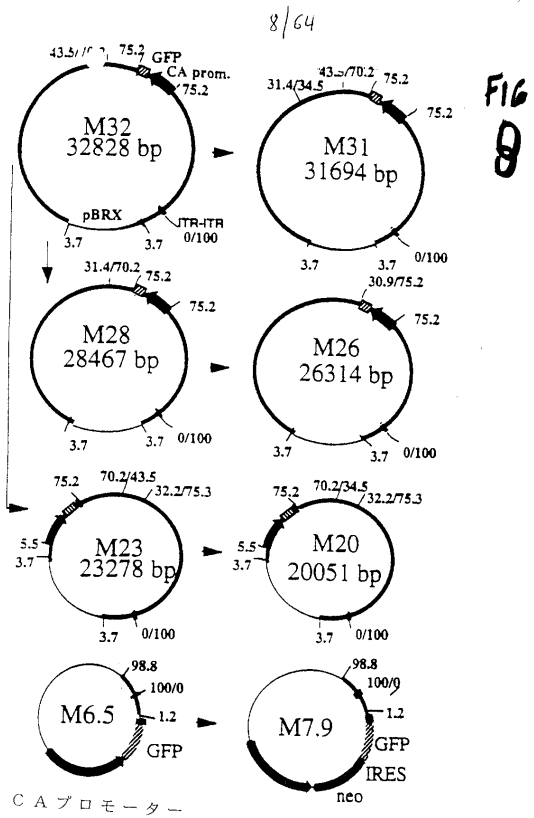 8/64
FIG
8
75.2 GFP
CA prom.
75.2
M32
32828 bp
pBRX
ITR-ITR
0/100
3.7
3.7
43.5/70.2
31.4/34.5
75.2
75.2
M31
31694 bp
0/100
3.7
3.7
31.4/70.2
75.2
75.2
M28
28467 bp
0/100
3.7
3.7
30.9/75.2
75.2
M26
26314 bp
0/100
3.7
3.7
70.2/43.5
75.2
32.2/75.3
5.5
3.7
M23
23278 bp
0/100
3.7
70.2/34.5
75.2
32.2/75.3
5.5
3.7
M20
20051 bp
0/100
3.7
98.8
100/0
1.2
M6.5
GFP
98.8
100/0
1.2
M7.9
GFP
IRES
neo
CAプロモーター